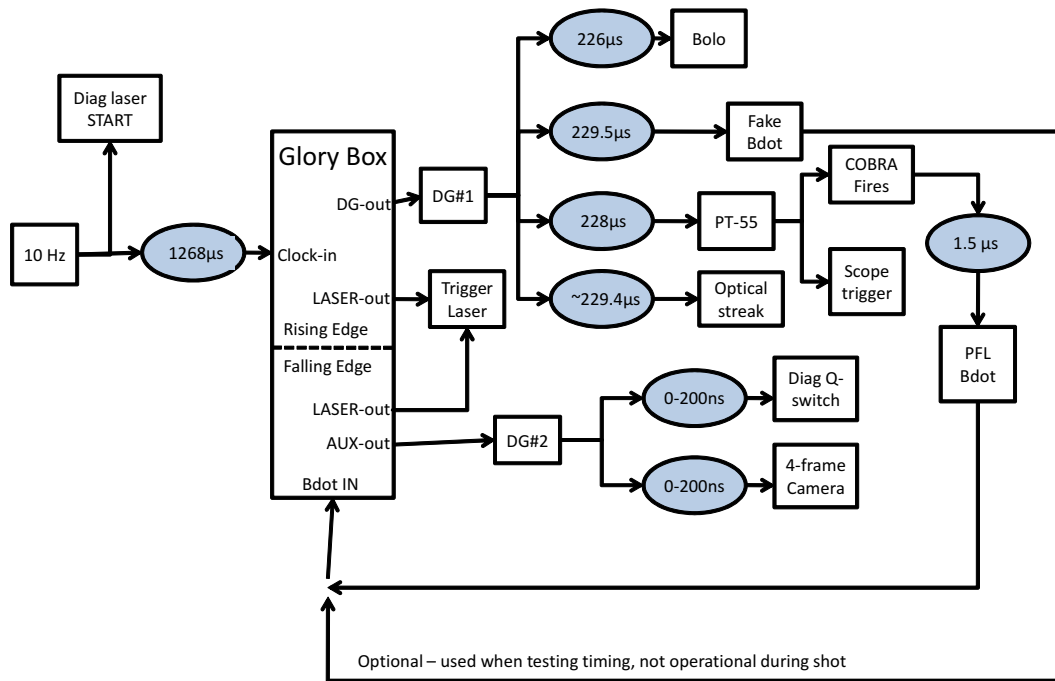 226µs
Bolo
Diag laser
START
229.5µs
Fake
Bdot
Glory Box
COBRA
Fires
DG-out
DG#1
228µs
PT-55
10 Hz
1268µs
Clock-in
1.5 µs
LASER-out
Trigger
Laser
~229.4µs
Optical
streak
Scope
trigger
Rising Edge
Falling Edge
PFL
Bdot
0-200ns
Diag Q-
switch
LASER-out
AUX-out
DG#2
0-200ns
4-frame
Camera
Bdot IN
Optional – used when testing timing, not operational during shot